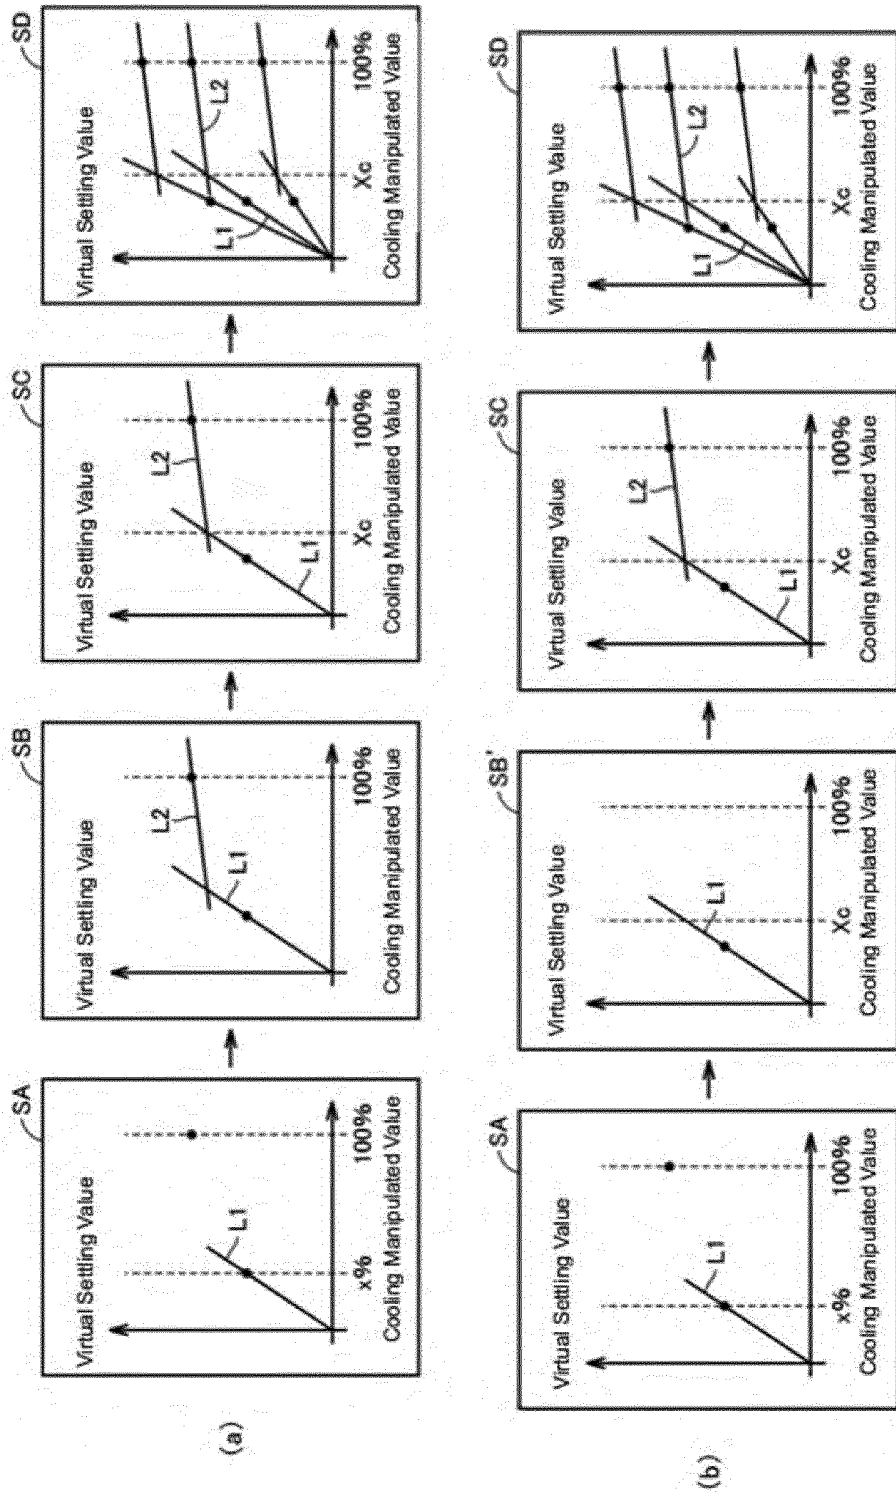 (a)
SA
Virtual Settling Value
L1
x%
100%
Cooling Manipulated Value
SB
Virtual Settling Value
L2
L1
100%
Cooling Manipulated Value
SC
Virtual Settling Value
L2
L1
Xc
100%
Cooling Manipulated Value
SD
Virtual Settling Value
L2
L1
Xc
100%
Cooling Manipulated Value
(b)
SA
Virtual Settling Value
L1
x%
100%
Cooling Manipulated Value
SB'
Virtual Settling Value
L1
Xc
100%
Cooling Manipulated Value
SC
Virtual Settling Value
L2
L1
Xc
100%
Cooling Manipulated Value
SD
Virtual Settling Value
L2
L1
Xc
100%
Cooling Manipulated Value